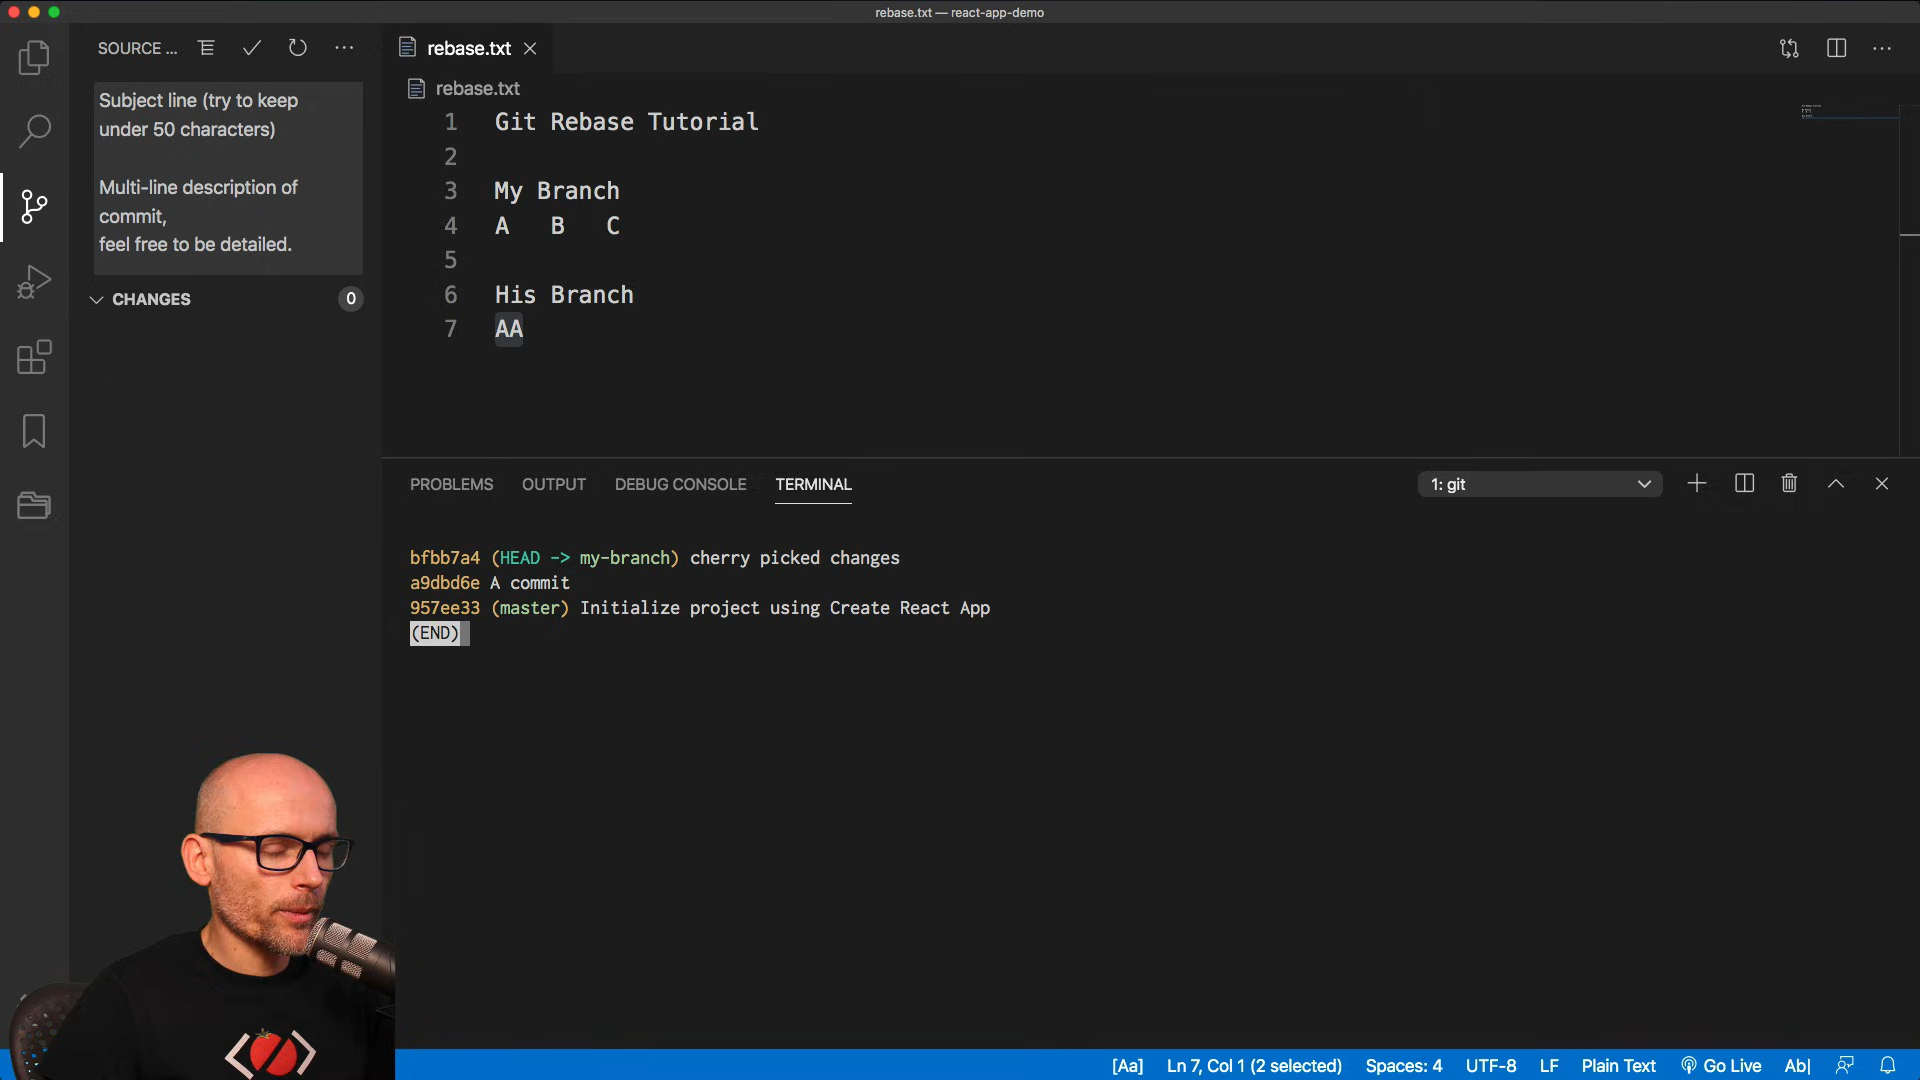 rebase.txt — react-app-demo
SOURCE ...
rebase.txt
rebase.txt
Subject line (try to keep
under 50 characters)
Multi-line description of
commit,
feel free to be detailed.
CHANGES 0
1 Git Rebase Tutorial
2
3 My Branch
4 A B C
5
6 His Branch
7 AA
PROBLEMS OUTPUT DEBUG CONSOLE TERMINAL 1: git
bfbb7a4 (HEAD -> my-branch) cherry picked changes
a9dbd6e A commit
957ee33 (master) Initialize project using Create React App
(END)
[Aa] Ln 7, Col 1 (2 selected) Spaces: 4 UTF-8 LF Plain Text Go Live Ab|